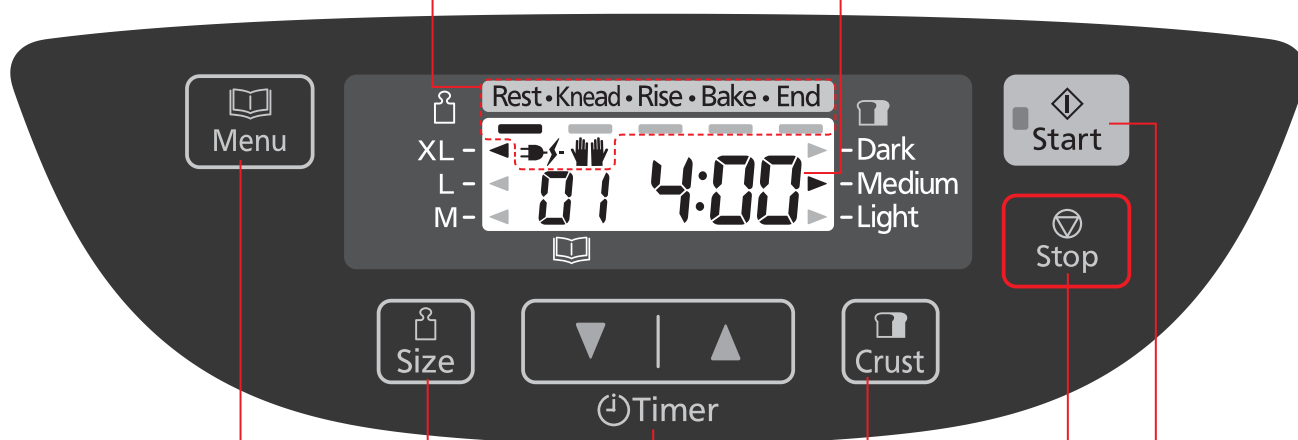 Menu
Rest • Knead • Rise • Bake • End
XL
L
M
01 4:00
Dark
Medium
Light
Start
Stop
Size
Timer
Crust